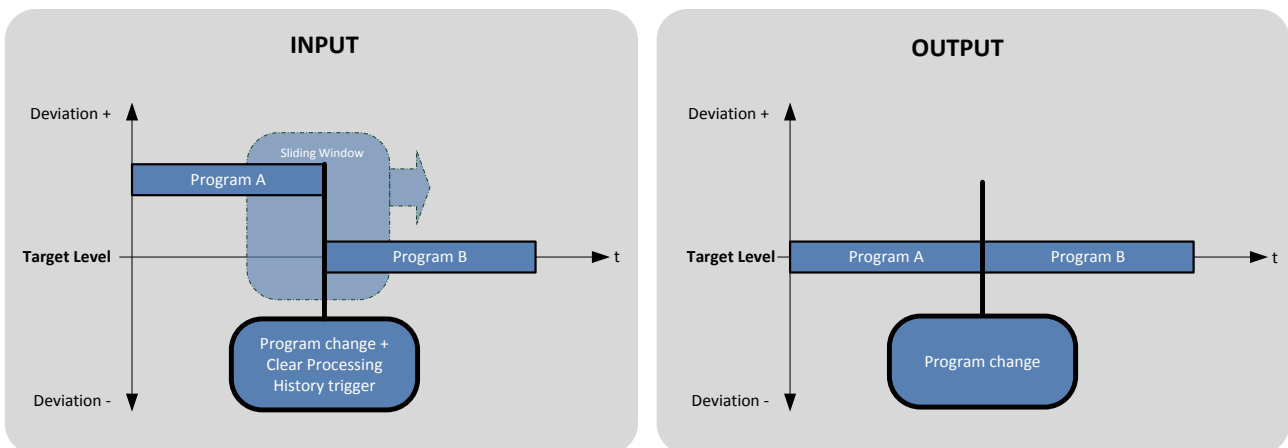 INPUT
Deviation +
Sliding Window
Program A
Target Level
Program B
t
Program change +
Clear Processing
History trigger
Deviation -
OUTPUT
Deviation +
Target Level
Program A
Program B
t
Program change
Deviation -